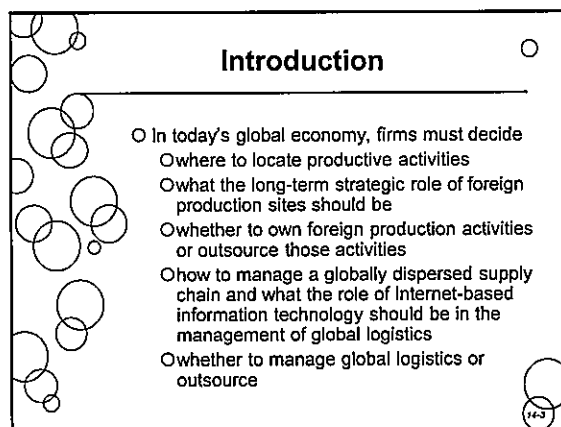 Introduction
In today's global economy, firms must decide
where to locate productive activities
what the long-term strategic role of foreign
production sites should be
whether to own foreign production activities
or outsource those activities
how to manage a globally dispersed supply
chain and what the role of Internet-based
information technology should be in the
management of global logistics
whether to manage global logistics or
outsource
14-3